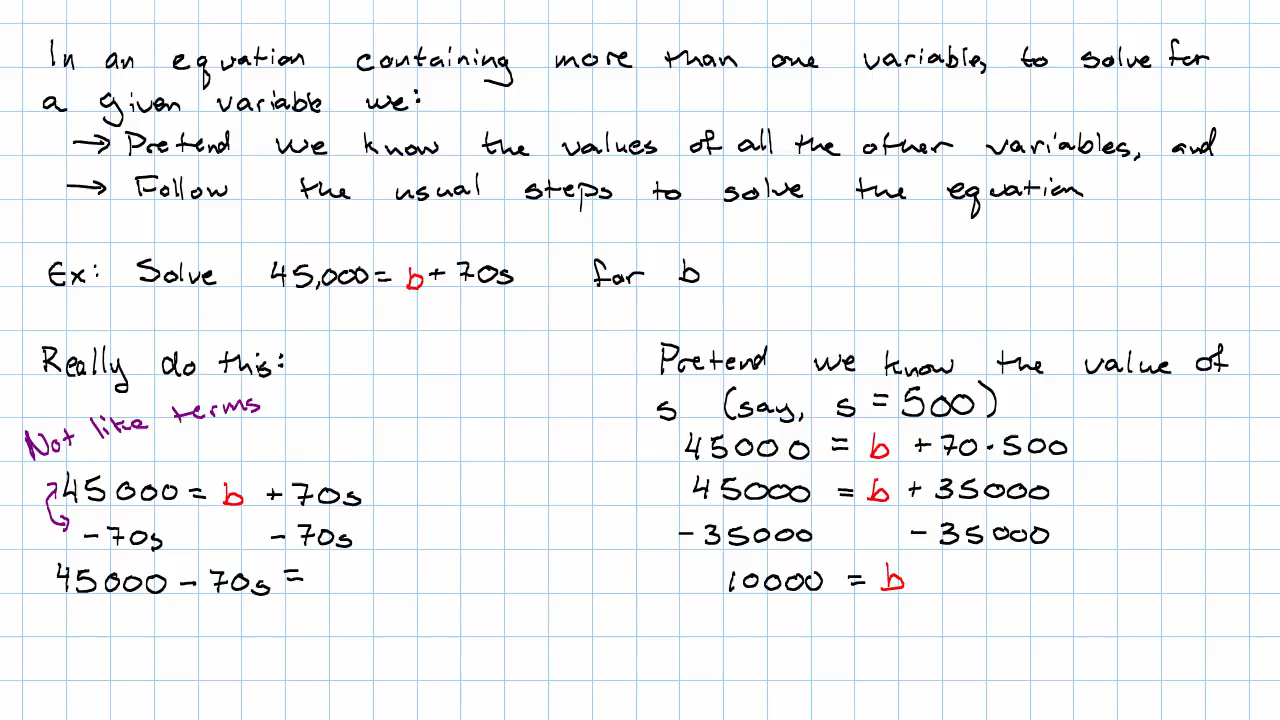 In an equation containing more than one variable, to solve for
a given variable we:
→ Pretend we know the values of all the other variables, and
→ Follow the usual steps to solve the equation
Ex: Solve 45,000 = b + 70s for b
Really do this:
Not like terms
45000 = b + 70s
- 70s - 70s
45000 - 70s =
Pretend we know the value of
s (say, s = 500)
45000 = b + 70·500
45000 = b + 35000
- 35000 - 35000
10000 = b